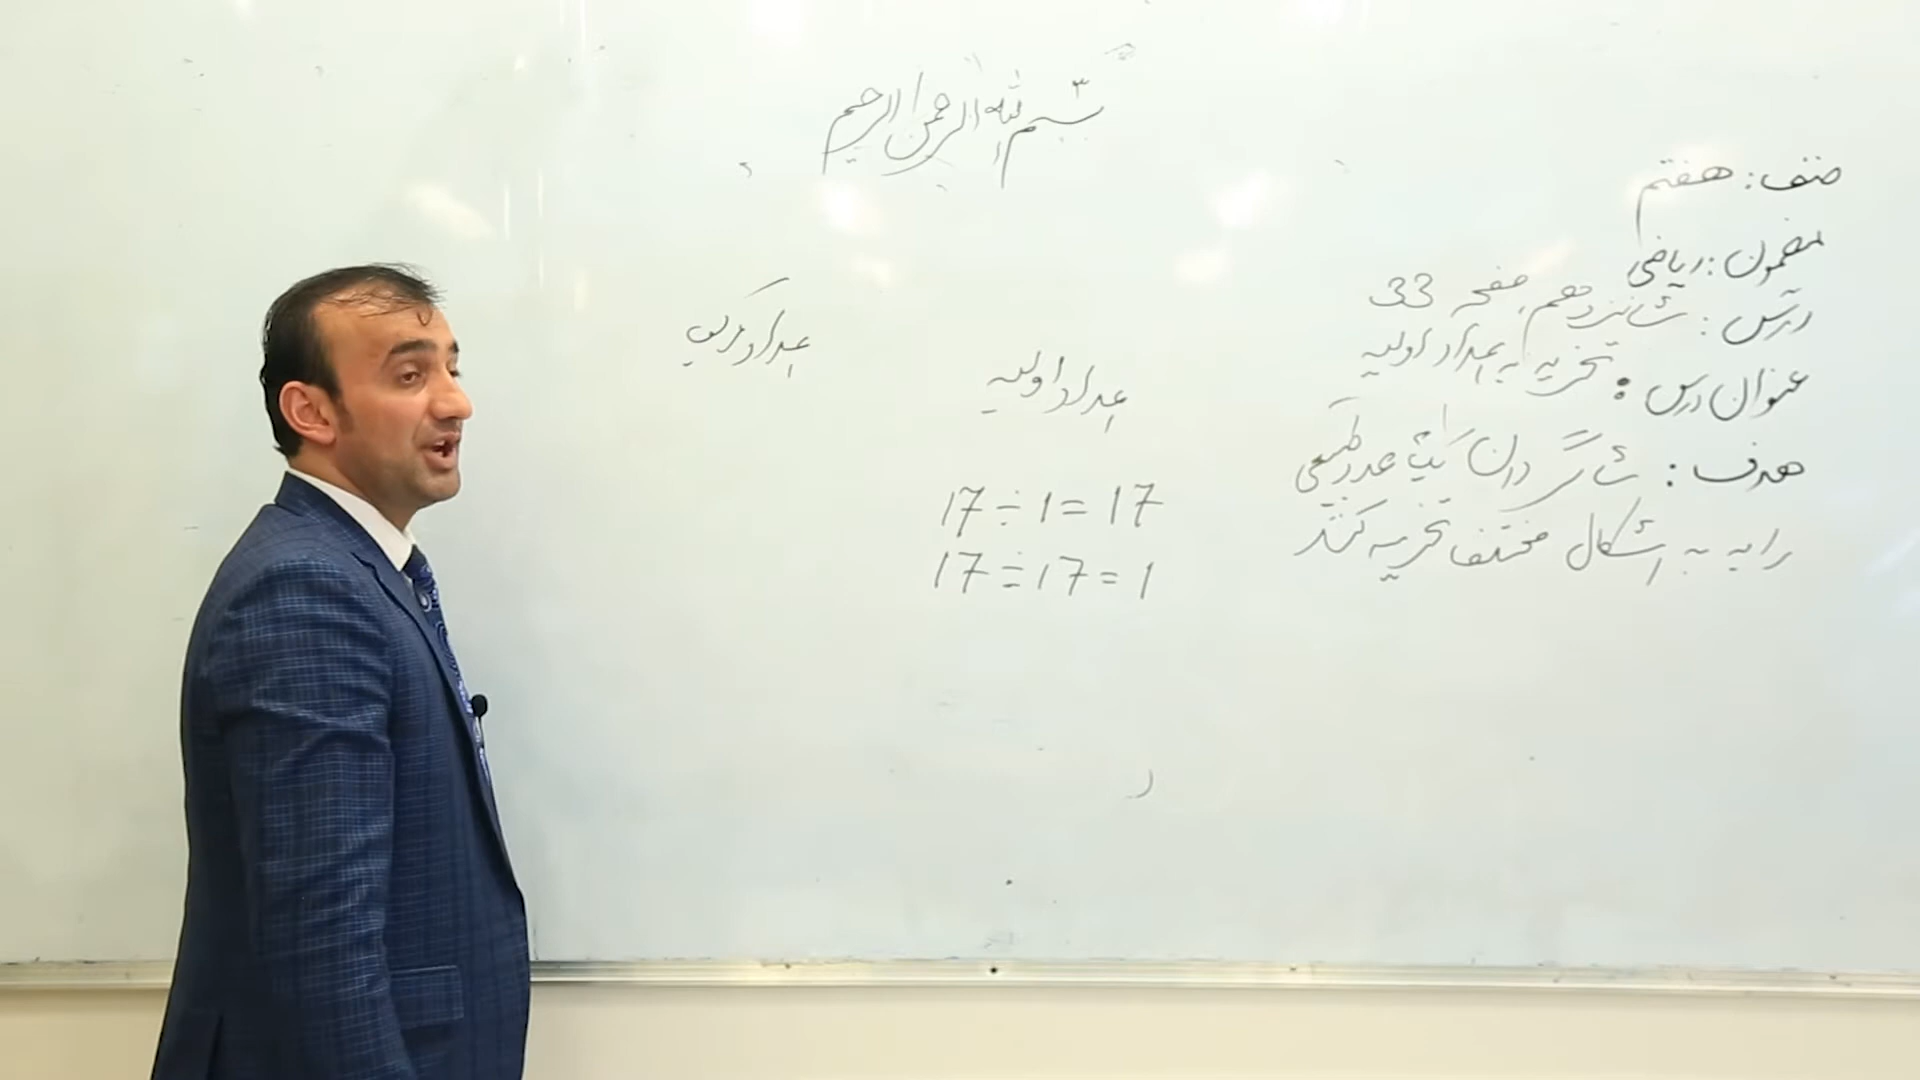 بسم الله الرحمن الرحیم
صنف: هفتم
مضمون: ریاضی
درس: شانزدهم، صفحه 33
عنوان درس: تجزیه به اعداد اولیه
هدف: شاگردان یک عدد طبیعی
را به اشکال مختلف تجزیه کنند
اعداد اولیه
17 ÷ 1 = 17
17 ÷ 17 = 1
اعداد مرکب